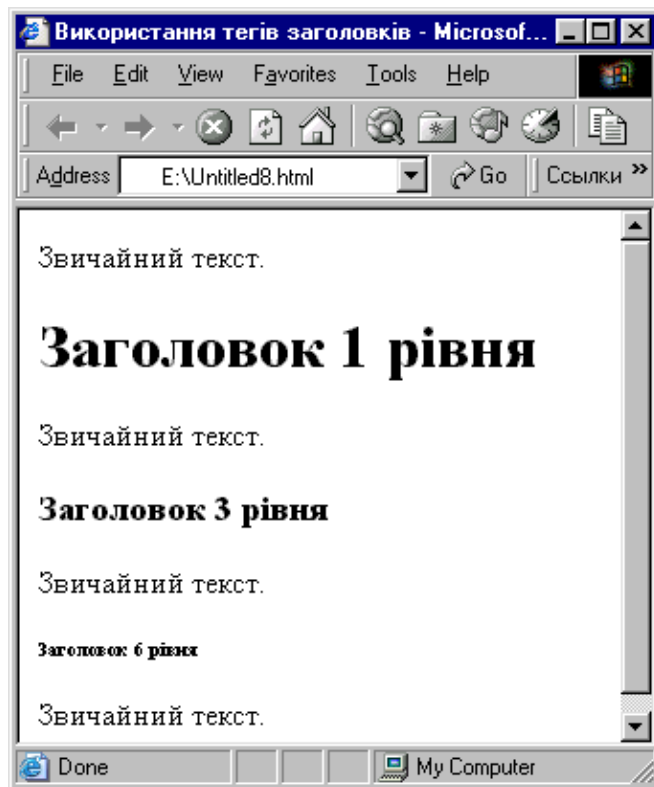 Використання тегів заголовків - Microsof...
File Edit View Favorites Tools Help
Address E:\Untitled8.html Go Ссылки »
Звичайний текст.
Заголовок 1 рівня
Звичайний текст.
Заголовок 3 рівня
Звичайний текст.
Заголовок 6 рівня
Звичайний текст.
Done My Computer